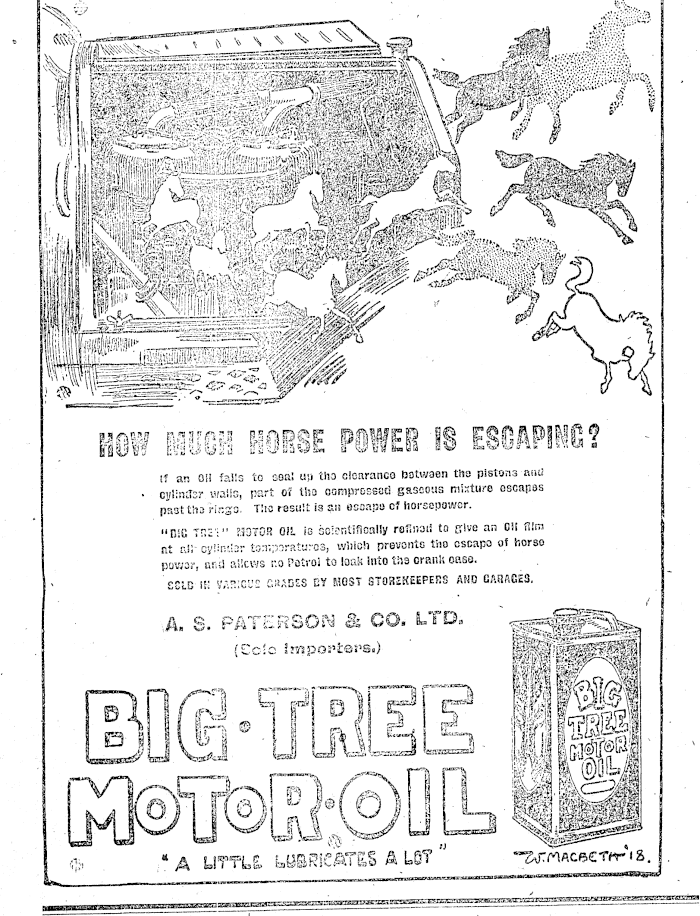 HOW MUCH HORSE POWER IS ESCAPING?
If an Oil fails to seal up the clearance between the pistons and
cylinder walls, part of the compressed gaseous mixture escapes
past the rings. The result is an escape of horsepower.
"BIG TREE" MOTOR OIL is scientifically refined to give an Oil film
at all cylinder temperatures, which prevents the escape of horse
power, and allows no Petrol to leak into the crank case.
SOLD IN VARIOUS GRADES BY MOST STOREKEEPERS AND GARAGES.
A. S. PATERSON & CO. LTD.
(Sole Importers.)
BIG·TREE
MOTOR·OIL
"A LITTLE LUBRICATES A LOT"
BIG
TREE
MOTOR
OIL
W. MACBETH '18.